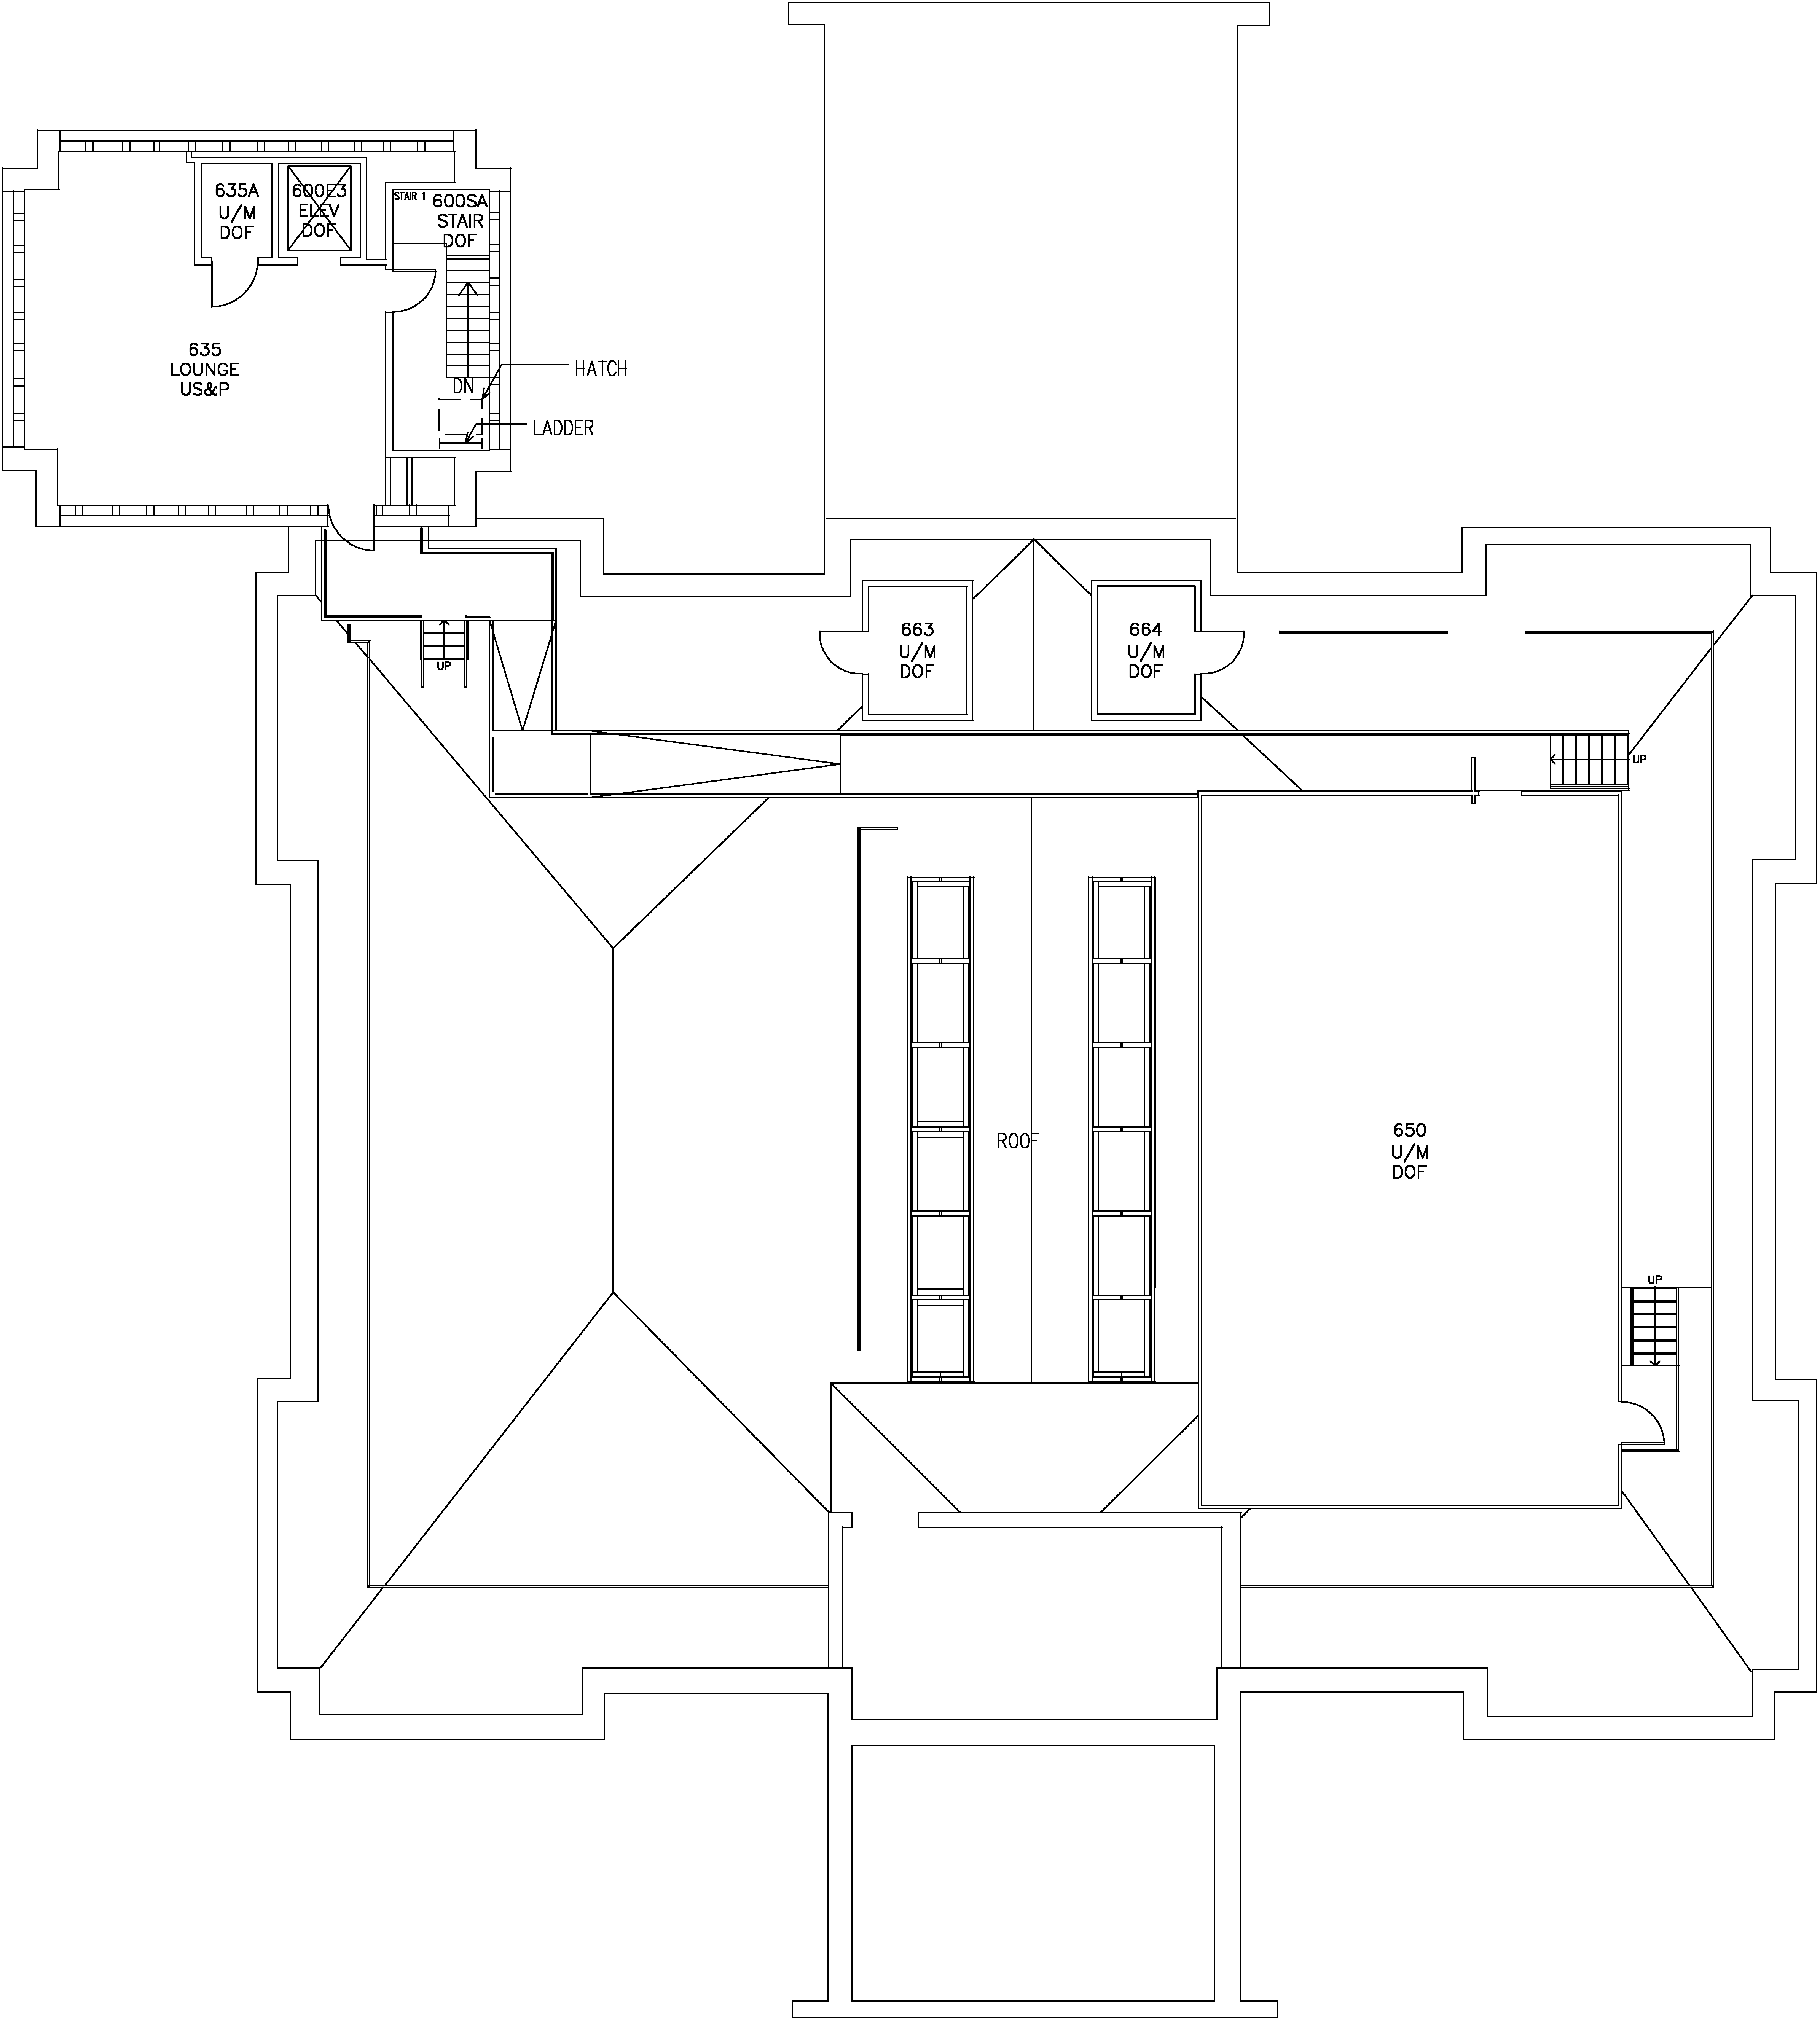 635A
U/M
DOF
600E3
ELEV
DOF
STAIR 1
600SA
STAIR
DOF
635
LOUNGE
US&P
HATCH
DN
LADDER
663
U/M
DOF
664
U/M
DOF
UP
UP
ROOF
650
U/M
DOF
UP